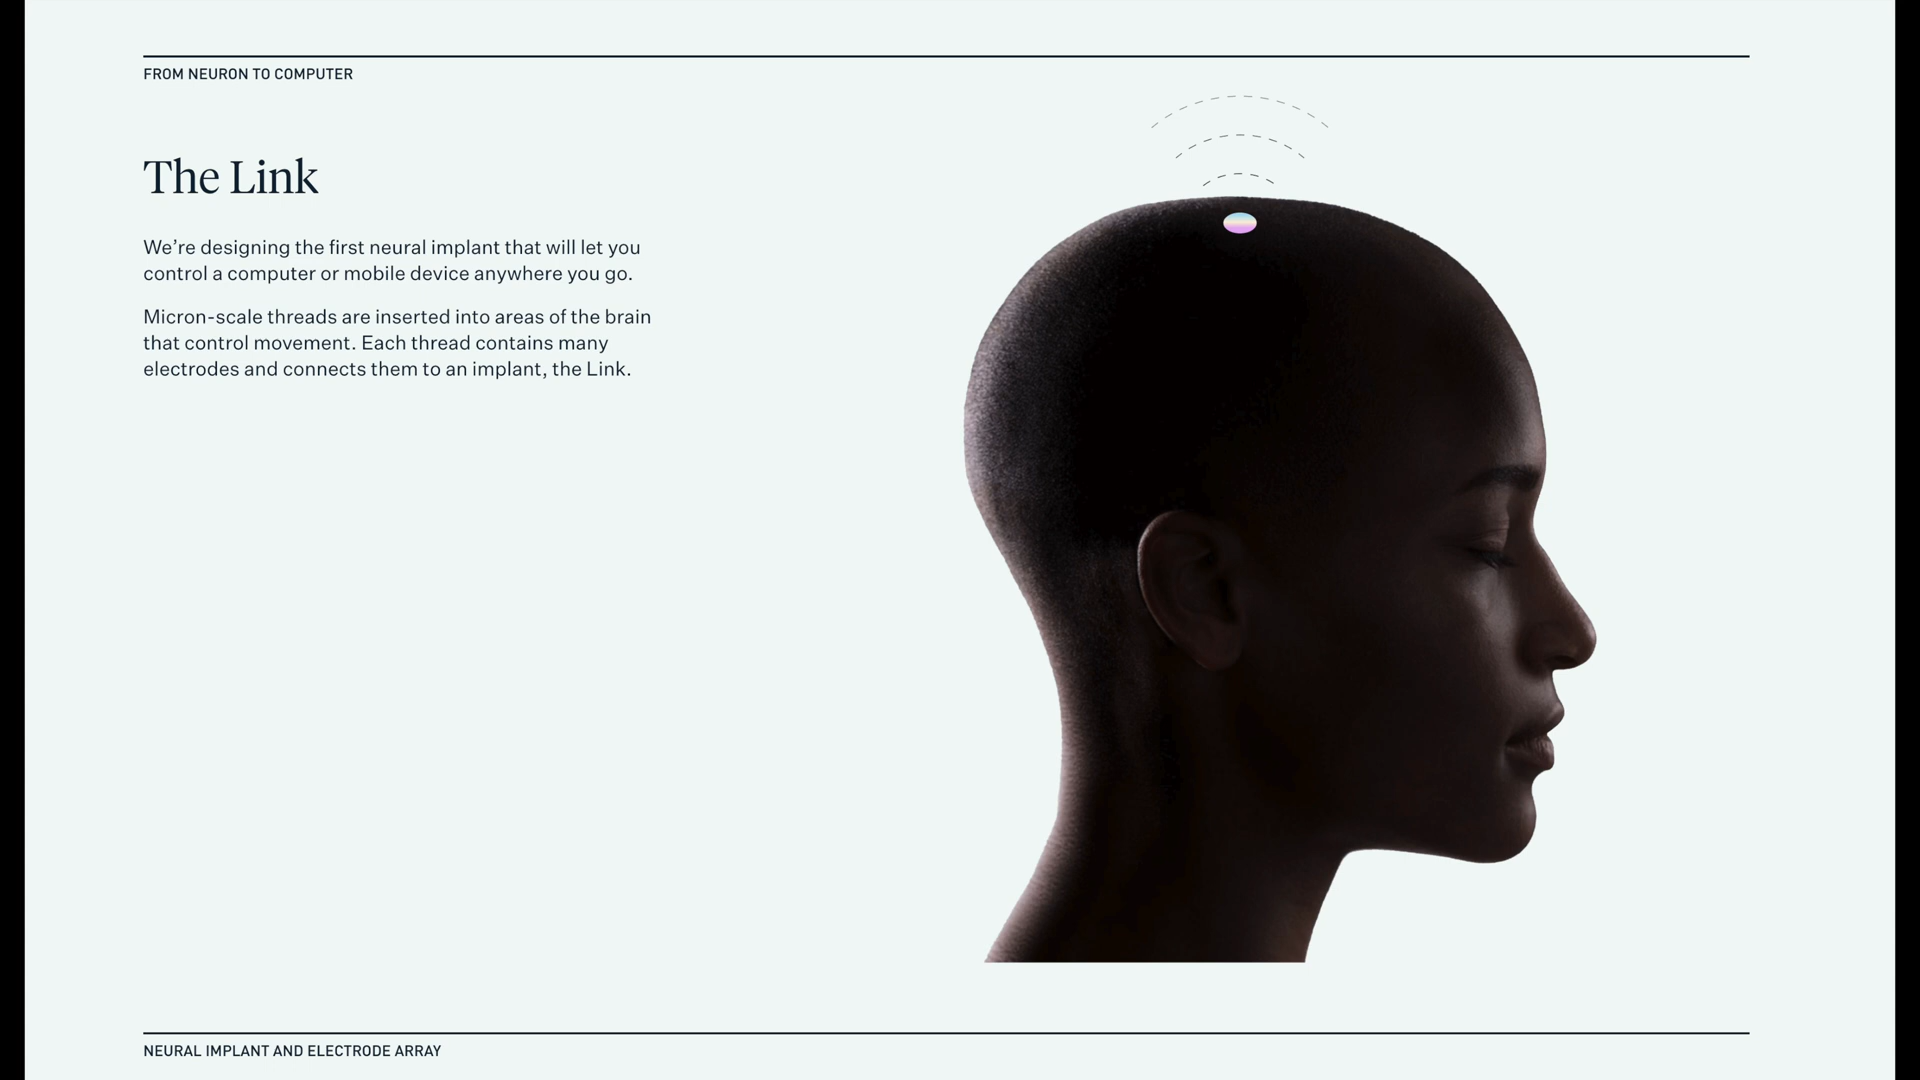 FROM NEURON TO COMPUTER
The Link
We’re designing the first neural implant that will let you
control a computer or mobile device anywhere you go.
Micron-scale threads are inserted into areas of the brain
that control movement. Each thread contains many
electrodes and connects them to an implant, the Link.
NEURAL IMPLANT AND ELECTRODE ARRAY